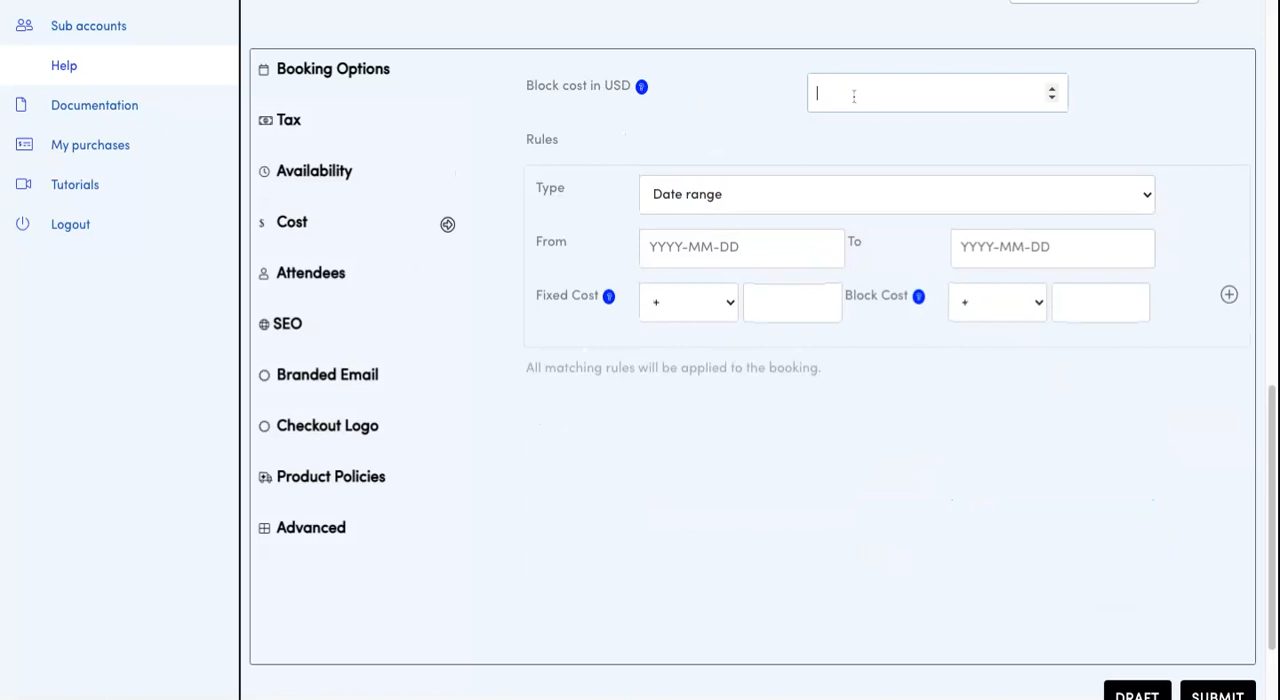 Sub accounts
Help
Documentation
My purchases
Tutorials
Logout
Booking Options
Tax
Availability
$ Cost
Attendees
SEO
Branded Email
Checkout Logo
Product Policies
Advanced
Block cost in USD
Rules
Type Date range
From YYYY-MM-DD To YYYY-MM-DD
Fixed Cost + Block Cost +
All matching rules will be applied to the booking.
DRAFT SUBMIT